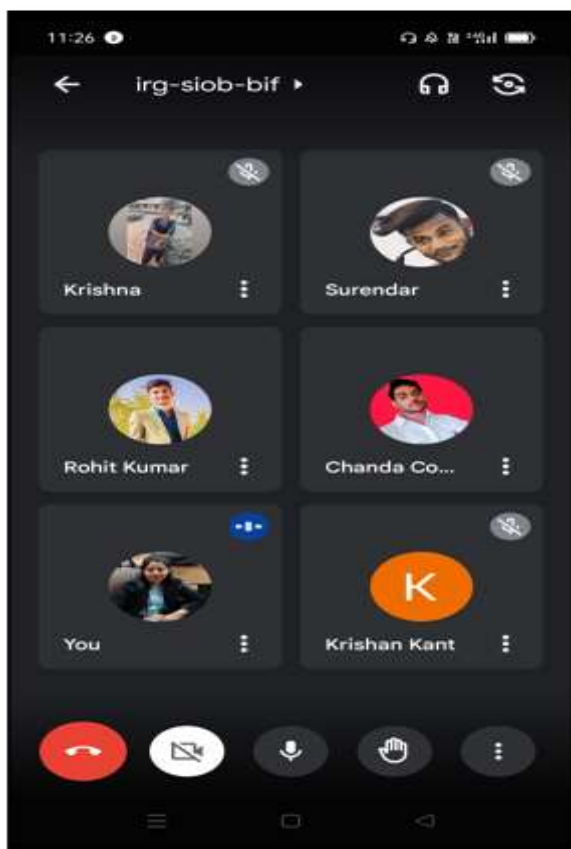 11:26
irg-siob-bif
Krishna
Surendar
Rohit Kumar
Chanda Co...
You
K
Krishan Kant